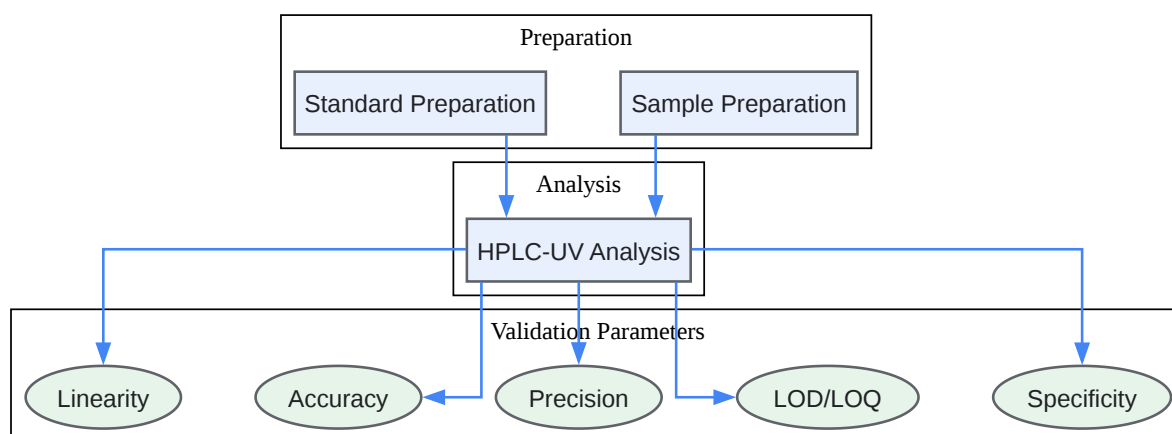 Preparation
Standard Preparation
Sample Preparation
Analysis
HPLC-UV Analysis
Validation Parameters
Linearity
Accuracy
Precision
LOD/LOQ
Specificity